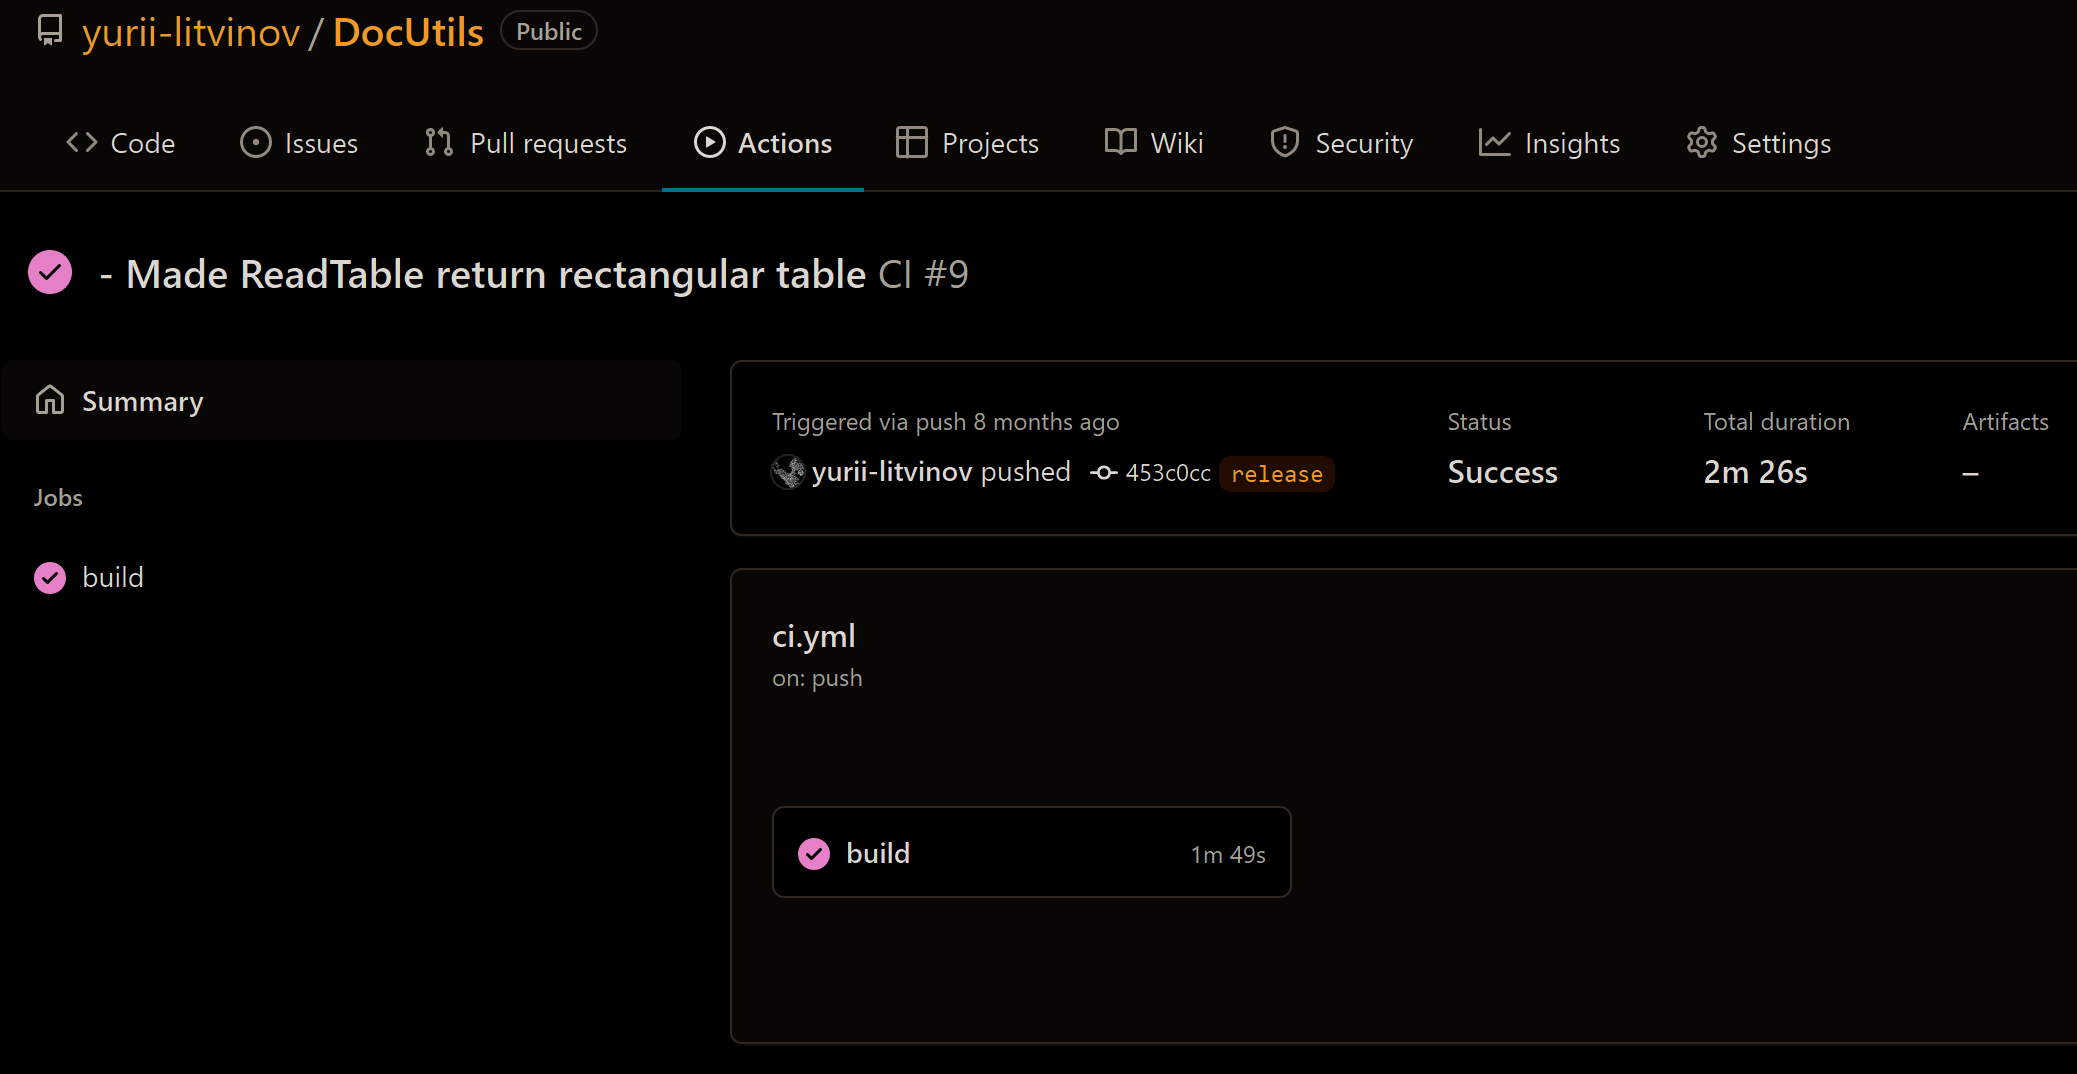 yurii-litvinov / DocUtils Public
Code Issues Pull requests Actions Projects Wiki Security Insights Settings
- Made ReadTable return rectangular table CI #9
Summary
Jobs
build
Triggered via push 8 months ago
yurii-litvinov pushed 453c0cc release
Status
Success
Total duration
2m 26s
Artifacts
–
ci.yml
on: push
build 1m 49s